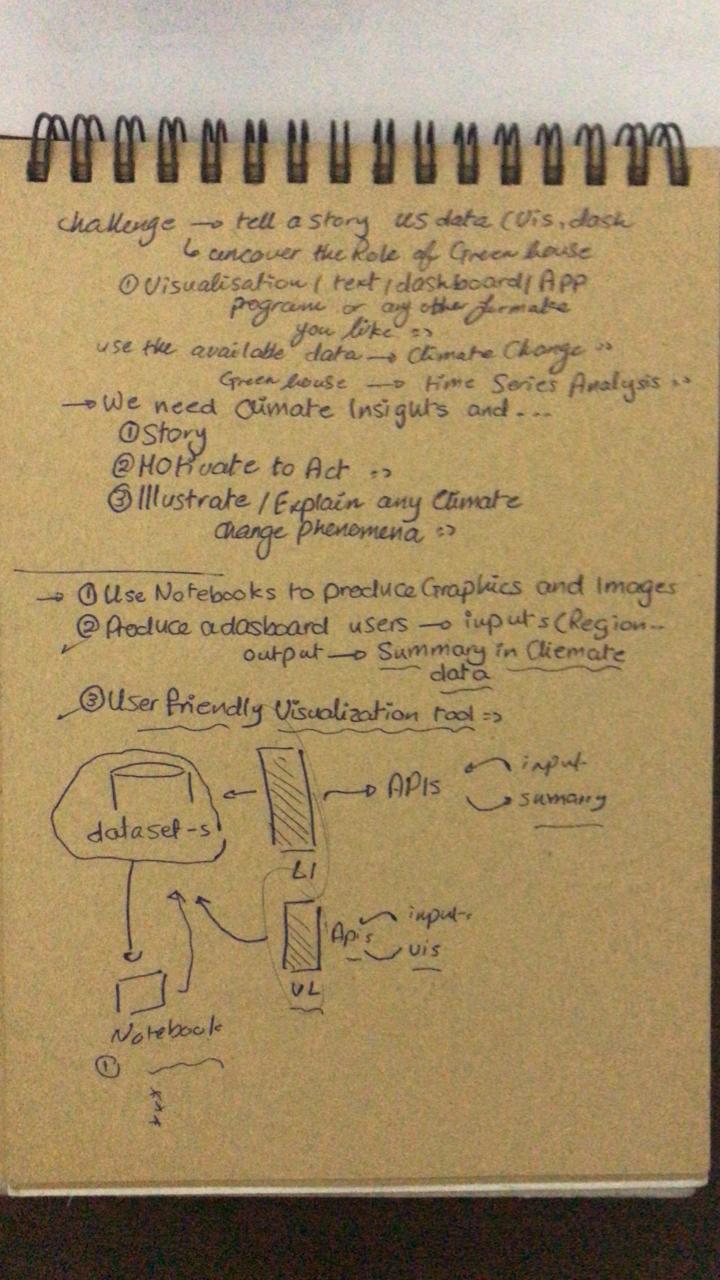 challenge → tell a story us data (Vis, dash
↳ uncover the Role of Green house
① Visualisation / text / dashboard / APP
program or any other formake
you like =>
use the available data → Climate Change =>
Green house → time Series Analysis =>
→ We need Climate Insights and ...
① Story
② Motivate to Act =>
③ Illustrate / Explain any Climate
Change Phenomena =>
→ ① Use Notebooks to produce Graphics and Images
② Produce a dasboard users → inputs (Region..
output → Summary in Cliemate
data
③ User friendly Visualization tool =>
dataset-s
→ APIs
input
sumary
LI
Apis
input
vis
VL
Notebook
①